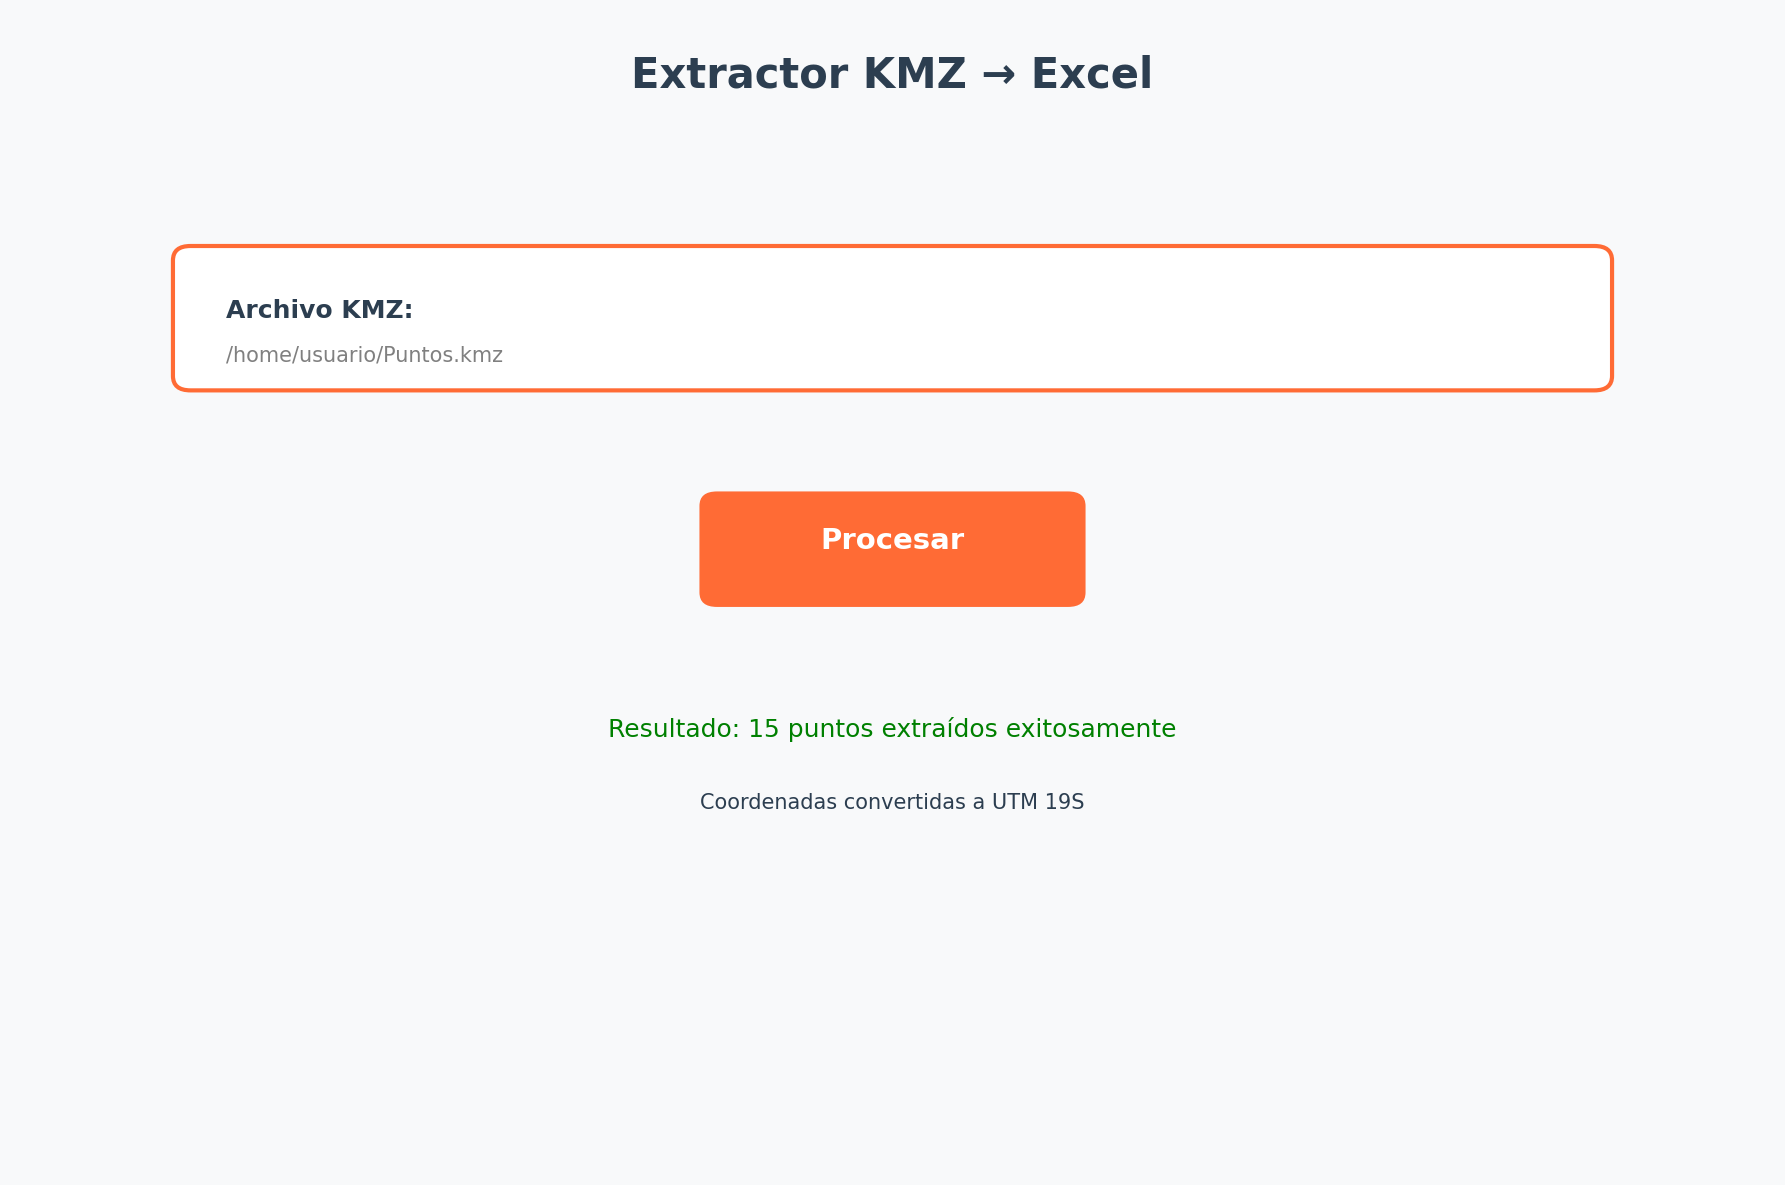 Extractor KMZ → Excel
Archivo KMZ:
/home/usuario/Puntos.kmz
Procesar
Resultado: 15 puntos extraídos exitosamente
Coordenadas convertidas a UTM 19S